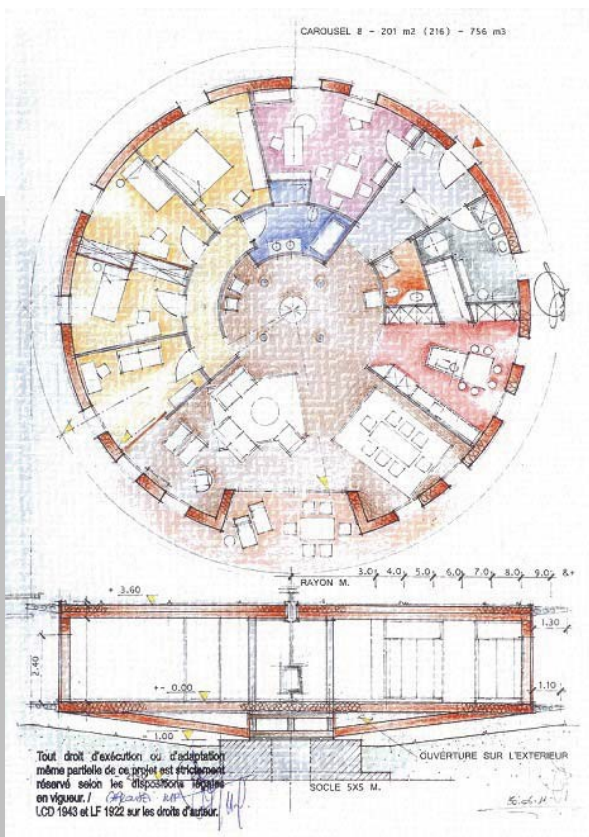 CAROUSEL 8 - 201 m2 (216) - 756 m3
3.0 4.0 5.0 6.0 7.0 8.0 9.0 &+
RAYON M.
+ 3.60
1.30
2.40
+- 0.00
1.10
- 1.00
OUVERTURE SUR L'EXTERIEUR
SOCLE 5X5 M.
Tout droit d'exécution ou d'adaptation
même partielle de ce projet est strictement
réservé selon les dispositions légales
en vigueur. /
LCD 1943 et LF 1922 sur les droits d'auteur.